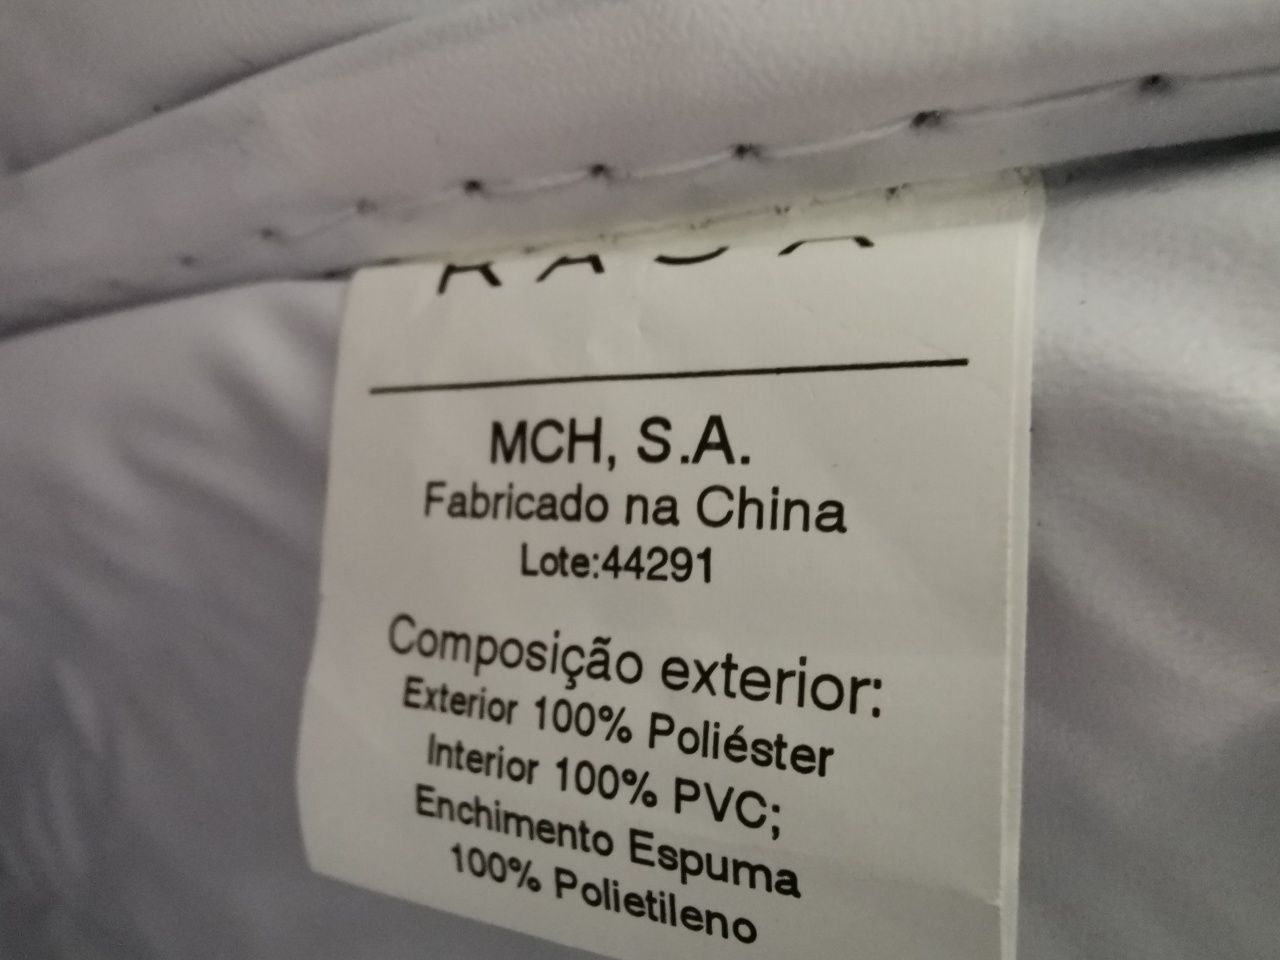 MCH, S.A.
Fabricado na China
Lote:44291
Composição exterior:
Exterior 100% Poliéster
Interior 100% PVC;
Enchimento Espuma
100% Polietileno